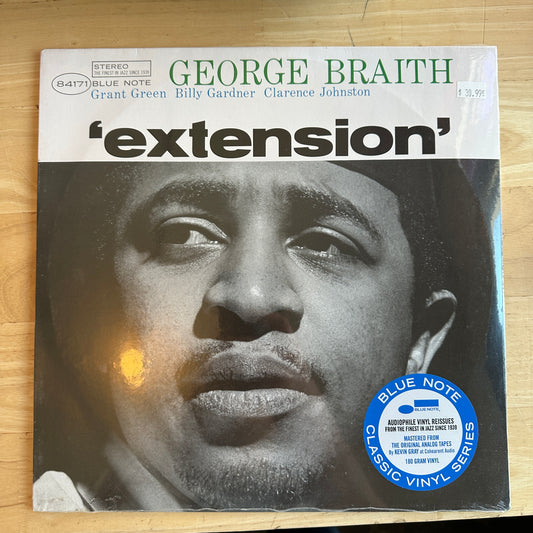 STEREO
THE FINEST IN JAZZ SINCE 1939
84171 BLUE NOTE
GEORGE BRAITH
Grant Green Billy Gardner Clarence Johnston
$ 30.99
'extension'
BLUE NOTE
BLUE NOTE.
AUDIOPHILE VINYL REISSUES
FROM THE FINEST IN JAZZ SINCE 1939
MASTERED FROM
THE ORIGINAL ANALOG TAPES
by KEVIN GRAY at Cohearent Audio
180 GRAM VINYL
CLASSIC VINYL SERIES